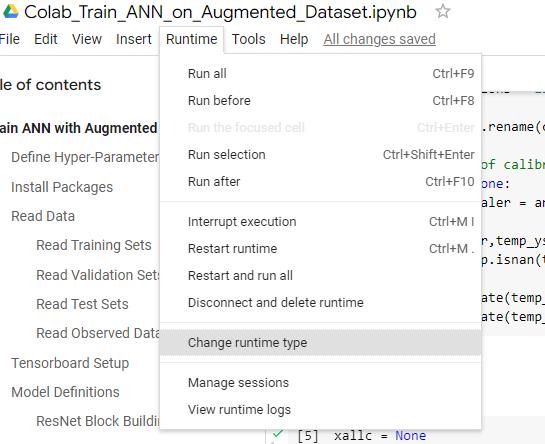 Colab_Train_ANN_on_Augmented_Dataset.ipynb
File Edit View Insert Runtime Tools Help All changes saved
le of contents
Run all Ctrl+F9
Run before Ctrl+F8
Run the focused cell Ctrl+Enter
Run selection Ctrl+Shift+Enter
Run after Ctrl+F10
Interrupt execution Ctrl+M I
Restart runtime Ctrl+M .
Restart and run all
Disconnect and delete runtime
Change runtime type
Manage sessions
View runtime logs
ain ANN with Augmented
Define Hyper-Parameter
Install Packages
Read Data
Read Training Sets
Read Validation Sets
Read Test Sets
Read Observed Data
Tensorboard Setup
Model Definitions
ResNet Block Buildi
.rename(
of calibr
one:
aler = an
r,temp_ys
p.isnan(t
ate(temp_
ate(temp_
[5] xallc = None